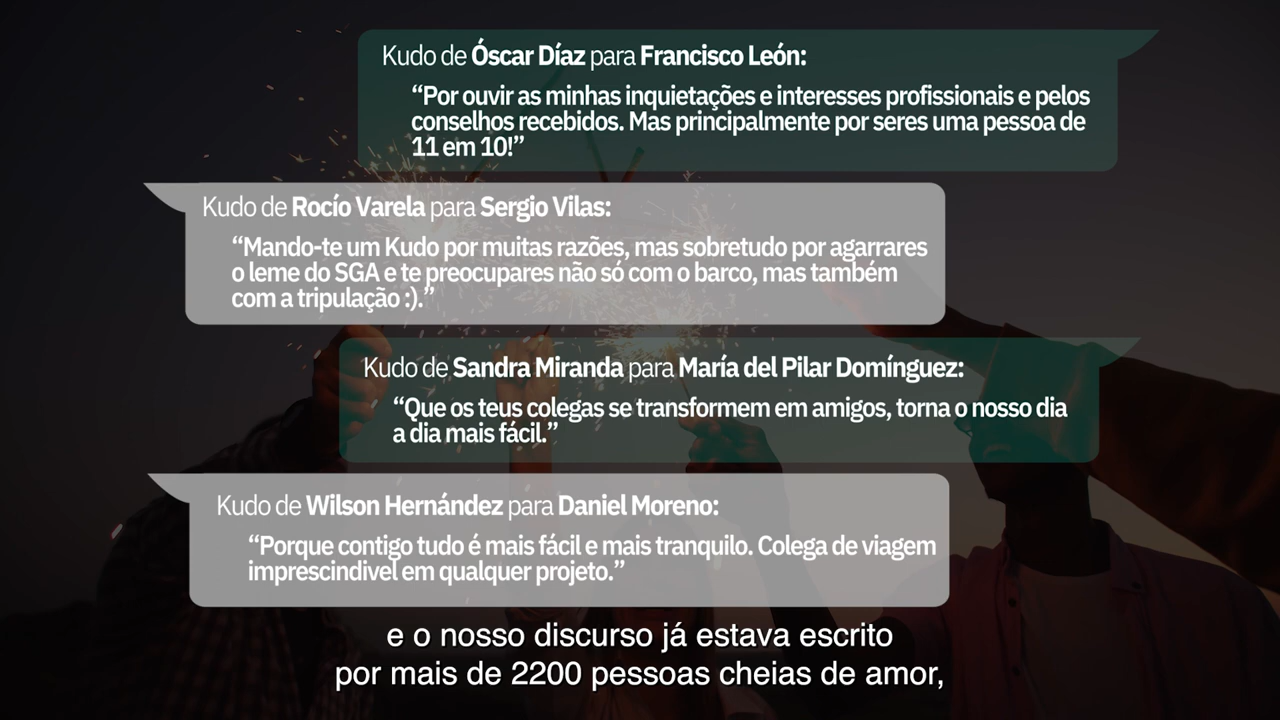 Kudo de Óscar Díaz para Francisco León:
“Por ouvir as minhas inquietações e interesses profissionais e pelos
conselhos recebidos. Mas principalmente por seres uma pessoa de
11 em 10!”
Kudo de Rocío Varela para Sergio Vilas:
“Mando-te um Kudo por muitas razões, mas sobretudo por agarrares
o leme do SGA e te preocupares não só com o barco, mas também
com a tripulação :).”
Kudo de Sandra Miranda para María del Pilar Domínguez:
“Que os teus colegas se transformem em amigos, torna o nosso dia
a dia mais fácil.”
Kudo de Wilson Hernández para Daniel Moreno:
“Porque contigo tudo é mais fácil e mais tranquilo. Colega de viagem
imprescindivel em qualquer projeto.”
e o nosso discurso já estava escrito
por mais de 2200 pessoas cheias de amor,